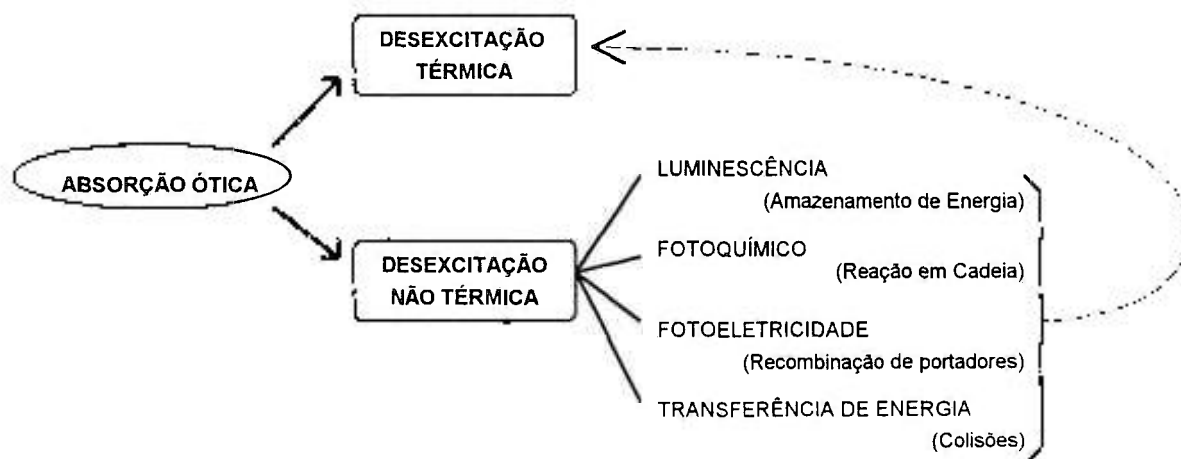 DESEXCITAÇÃO
TÉRMICA
ABSORÇÃO ÓTICA
DESEXCITAÇÃO
NÃO TÉRMICA
LUMINESCÊNCIA
(Amazenamento de Energia)
FOTOQUÍMICO
(Reação em Cadeia)
FOTOELETRICIDADE
(Recombinação de portadores)
TRANSFERÊNCIA DE ENERGIA
(Colisões)